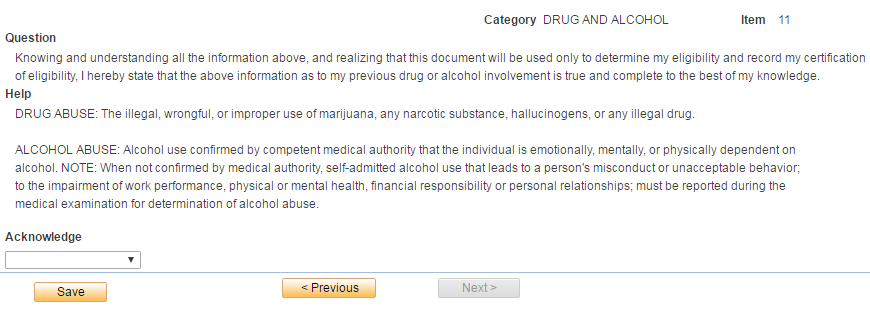 Category DRUG AND ALCOHOL Item 11
Question
Knowing and understanding all the information above, and realizing that this document will be used only to determine my eligibility and record my certification
of eligibility, I hereby state that the above information as to my previous drug or alcohol involvement is true and complete to the best of my knowledge.
Help
DRUG ABUSE: The illegal, wrongful, or improper use of marijuana, any narcotic substance, hallucinogens, or any illegal drug.
ALCOHOL ABUSE: Alcohol use confirmed by competent medical authority that the individual is emotionally, mentally, or physically dependent on
alcohol. NOTE: When not confirmed by medical authority, self-admitted alcohol use that leads to a person's misconduct or unacceptable behavior;
to the impairment of work performance, physical or mental health, financial responsibility or personal relationships; must be reported during the
medical examination for determination of alcohol abuse.
Acknowledge
Save < Previous Next >